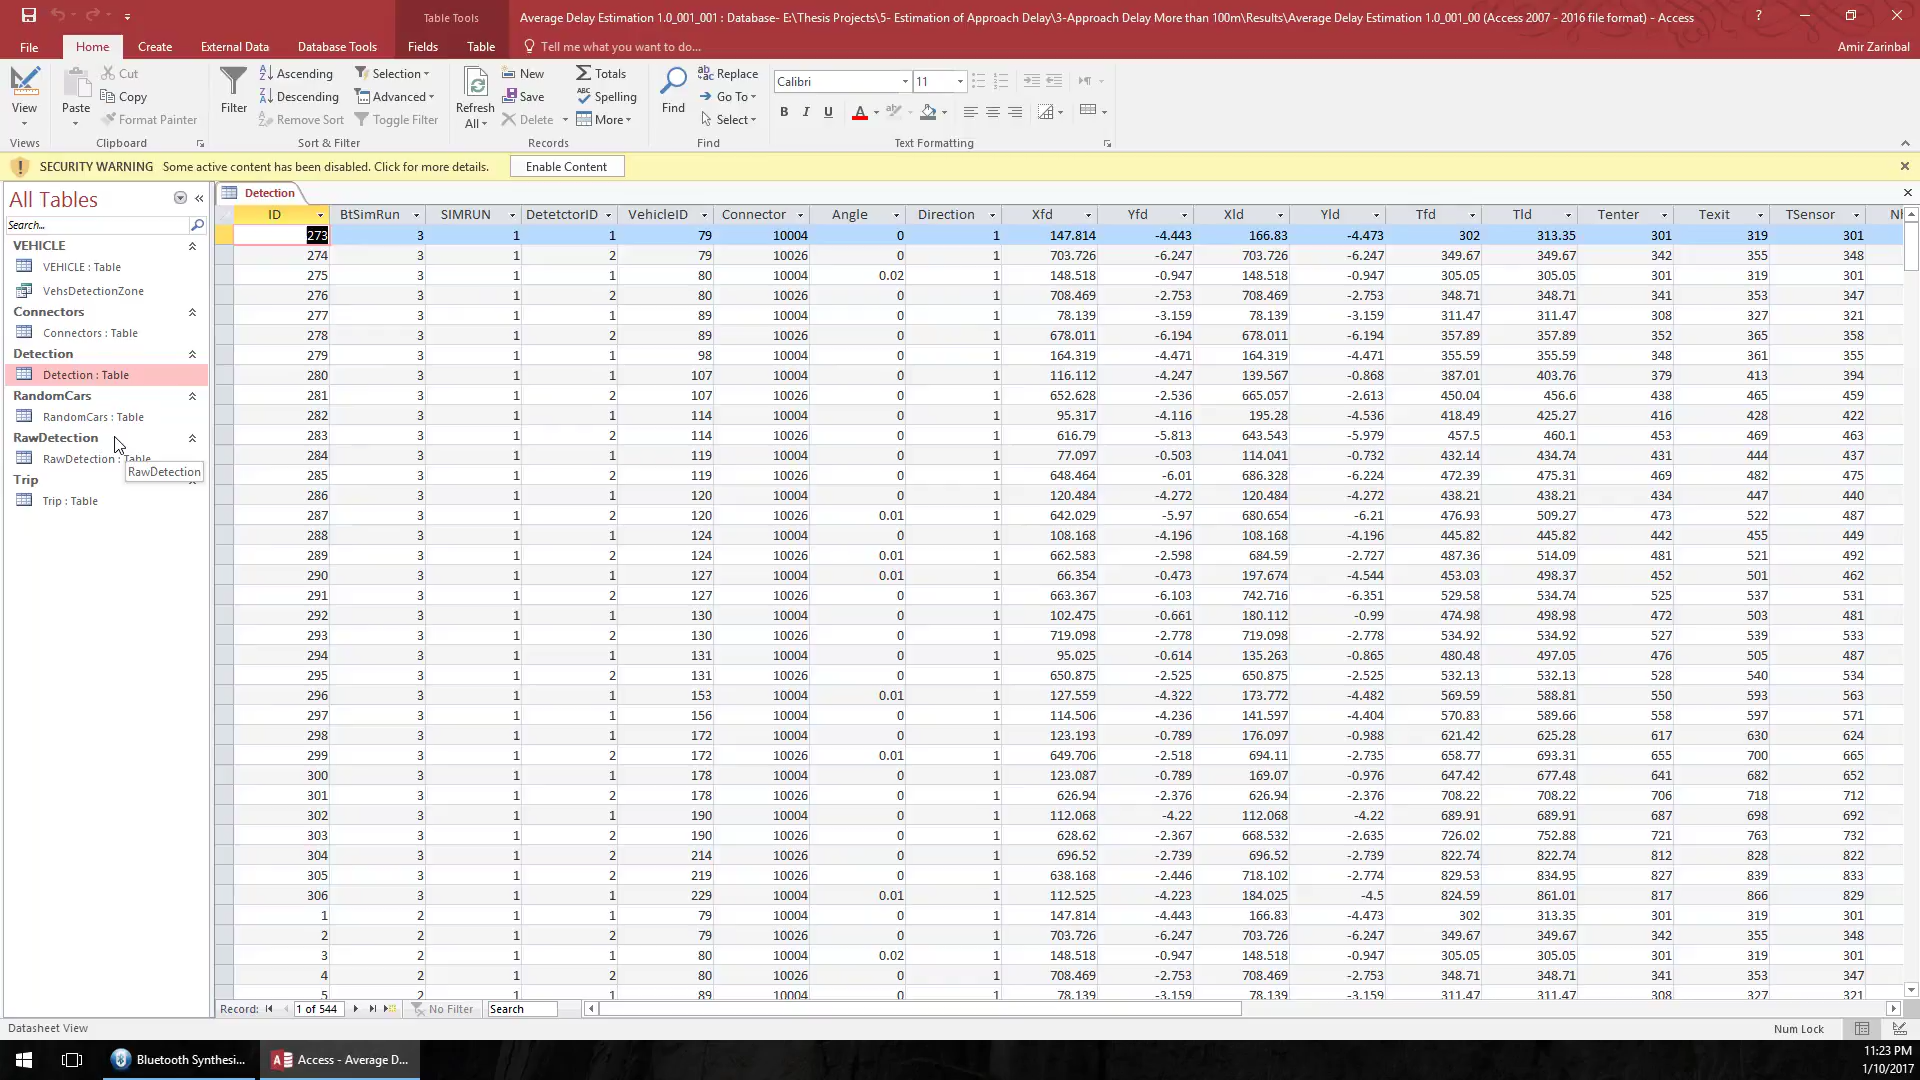 Table Tools
Average Delay Estimation 1.0_001_001 : Database- E:\Thesis Projects\5- Estimation of Approach Delay\3-Approach Delay More than 100m\Results\Average Delay Estimation 1.0_001_00 (Access 2007 - 2016 file format) - Access
File Home Create External Data Database Tools Fields Table Tell me what you want to do... Amir Zarinbal
View
Views
Paste
Cut
Copy
Format Painter
Clipboard
Filter
Ascending
Descending
Remove Sort
Selection
Advanced
Toggle Filter
Sort & Filter
Refresh
All
New
Save
Delete
Totals
Spelling
More
Records
Find
Replace
Go To
Select
Find
Calibri 11
B I U
Text Formatting
SECURITY WARNING Some active content has been disabled. Click for more details. Enable Content
All Tables
Search...
VEHICLE
VEHICLE : Table
VehsDetectionZone
Connectors
Connectors : Table
Detection
Detection : Table
RandomCars
RandomCars : Table
RawDetection
RawDetection : Table
RawDetection
Trip
Trip : Table
Detection
ID BtSimRun SIMRUN DetetctorID VehicleID Connector Angle Direction Xfd Yfd Xld Yld Tfd Tld Tenter Texit TSensor
273 3 1 1 79 10004 0 1 147.814 -4.443 166.83 -4.473 302 313.35 301 319 301
274 3 1 2 79 10026 0 1 703.726 -6.247 703.726 -6.247 349.67 349.67 342 355 348
275 3 1 1 80 10004 0.02 1 148.518 -0.947 148.518 -0.947 305.05 305.05 301 319 301
276 3 1 2 80 10026 0 1 708.469 -2.753 708.469 -2.753 348.71 348.71 341 353 347
277 3 1 1 89 10004 0 1 78.139 -3.159 78.139 -3.159 311.47 311.47 308 327 321
278 3 1 2 89 10026 0 1 678.011 -6.194 678.011 -6.194 357.89 357.89 352 365 358
279 3 1 1 98 10004 0 1 164.319 -4.471 164.319 -4.471 355.59 355.59 348 361 355
280 3 1 1 107 10004 0 1 116.112 -4.247 139.567 -0.868 387.01 403.76 379 413 394
281 3 1 2 107 10026 0 1 652.628 -2.536 665.057 -2.613 450.04 456.6 438 465 459
282 3 1 1 114 10004 0 1 95.317 -4.116 195.28 -4.536 418.49 425.27 416 428 422
283 3 1 2 114 10026 0 1 616.79 -5.813 643.543 -5.979 457.5 460.1 453 469 463
284 3 1 1 119 10004 0 1 77.097 -0.503 114.041 -0.732 432.14 434.74 431 444 437
285 3 1 2 119 10026 0 1 648.464 -6.01 686.328 -6.224 472.39 475.31 469 482 475
286 3 1 1 120 10004 0 1 120.484 -4.272 120.484 -4.272 438.21 438.21 434 447 440
287 3 1 2 120 10026 0.01 1 642.029 -5.97 680.654 -6.21 476.93 509.27 473 522 487
288 3 1 1 124 10004 0 1 108.168 -4.196 108.168 -4.196 445.82 445.82 442 455 449
289 3 1 2 124 10026 0.01 1 662.583 -2.598 684.59 -2.727 487.36 514.09 481 521 492
290 3 1 1 127 10004 0.01 1 66.354 -0.473 197.674 -4.544 453.03 498.37 452 501 462
291 3 1 2 127 10026 0 1 663.367 -6.103 742.716 -6.351 529.58 534.74 525 537 531
292 3 1 1 130 10004 0 1 102.475 -0.661 180.112 -0.99 474.98 498.98 472 503 481
293 3 1 2 130 10026 0 1 719.098 -2.778 719.098 -2.778 534.92 534.92 527 539 533
294 3 1 1 131 10004 0 1 95.025 -0.614 135.263 -0.865 480.48 497.05 476 505 487
295 3 1 2 131 10026 0 1 650.875 -2.525 650.875 -2.525 532.13 532.13 528 540 534
296 3 1 1 153 10004 0.01 1 127.559 -4.322 173.772 -4.482 569.59 588.81 550 593 563
297 3 1 1 156 10004 0 1 114.506 -4.236 141.597 -4.404 570.83 589.66 558 597 571
298 3 1 1 172 10004 0 1 123.193 -0.789 176.097 -0.988 621.42 625.28 617 630 624
299 3 1 2 172 10026 0.01 1 649.706 -2.518 694.11 -2.735 658.77 693.31 655 700 665
300 3 1 1 178 10004 0 1 123.087 -0.789 169.07 -0.976 647.42 677.48 641 682 652
301 3 1 2 178 10026 0 1 626.94 -2.376 626.94 -2.376 708.22 708.22 706 718 712
302 3 1 1 190 10004 0 1 112.068 -4.22 112.068 -4.22 689.91 689.91 687 698 692
303 3 1 2 190 10026 0 1 628.62 -2.367 668.532 -2.635 726.02 752.88 721 763 732
304 3 1 2 214 10026 0 1 696.52 -2.739 696.52 -2.739 822.74 822.74 812 828 822
305 3 1 2 219 10026 0 1 638.168 -2.446 718.102 -2.774 829.53 834.95 827 839 833
306 3 1 1 229 10004 0.01 1 112.525 -4.223 184.025 -4.5 824.59 861.01 817 866 829
1 2 1 1 79 10004 0 1 147.814 -4.443 166.83 -4.473 302 313.35 301 319 301
2 2 1 2 79 10026 0 1 703.726 -6.247 703.726 -6.247 349.67 349.67 342 355 348
3 2 1 1 80 10004 0.02 1 148.518 -0.947 148.518 -0.947 305.05 305.05 301 319 301
4 2 1 2 80 10026 0 1 708.469 -2.753 708.469 -2.753 348.71 348.71 341 353 347
5 2 1 1 89 10004 0 1 78.139 -3.159 78.139 -3.159 311.47 311.47 308 327 321
Record: 1 of 544 No Filter Search
Datasheet View Num Lock
Bluetooth Synthesi... Access - Average D...
11:23 PM
1/10/2017